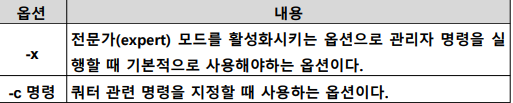 옵션 내용
-x 전문가(expert) 모드를 활성화시키는 옵션으로 관리자 명령을 실
행할 때 기본적으로 사용해야하는 옵션이다.
-c 명령 쿼터 관련 명령을 지정할 때 사용하는 옵션이다.